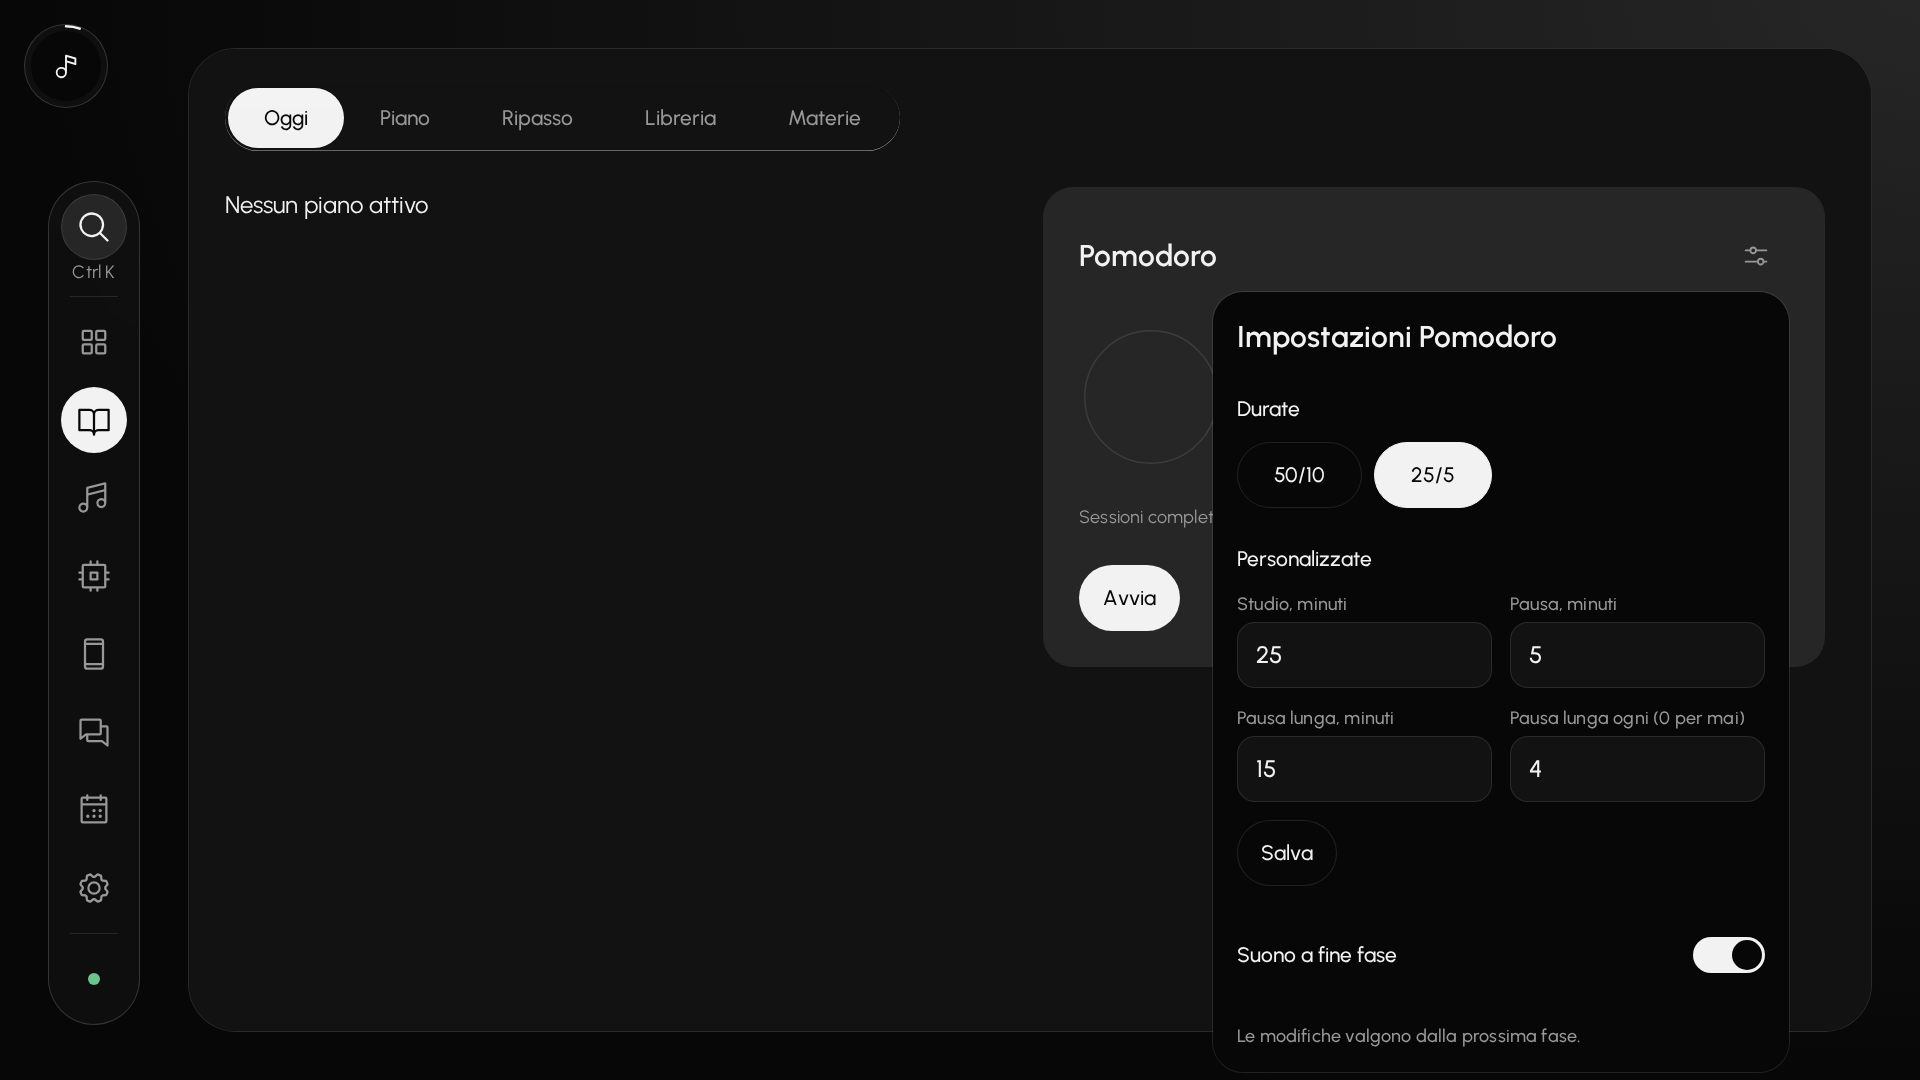 Oggi
Piano
Ripasso
Libreria
Materie
Nessun piano attivo
Ctrl K
Pomodoro
Sessioni complet
Avvia
Impostazioni Pomodoro
Durate
50/10
25/5
Personalizzate
Studio, minuti
Pausa, minuti
25
5
Pausa lunga, minuti
Pausa lunga ogni (0 per mai)
15
4
Salva
Suono a fine fase
Le modifiche valgono dalla prossima fase.